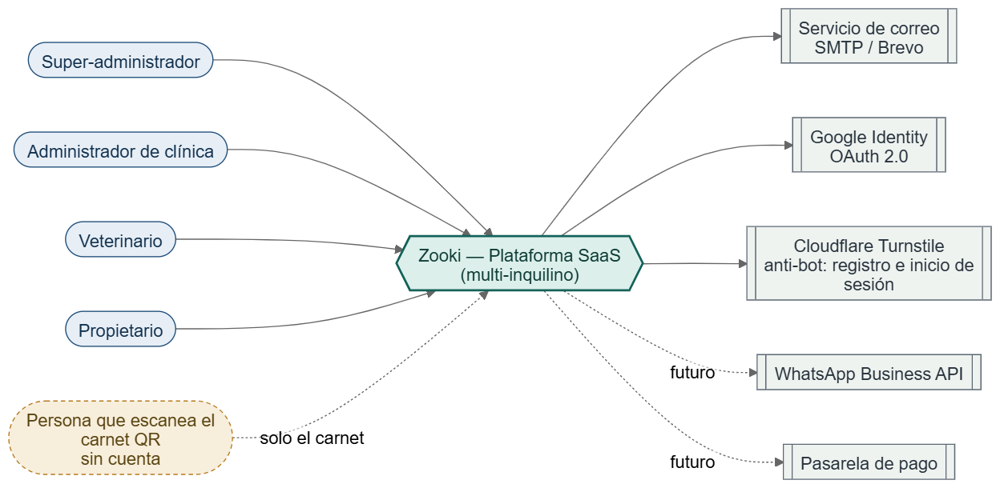 Super-administrador
Administrador de clínica
Veterinario
Propietario
Persona que escanea el
carnet QR
sin cuenta
solo el carnet
Zooki — Plataforma SaaS
(multi-inquilino)
Servicio de correo
SMTP / Brevo
Google Identity
OAuth 2.0
Cloudflare Turnstile
anti-bot: registro e inicio de
sesión
futuro
WhatsApp Business API
futuro
Pasarela de pago